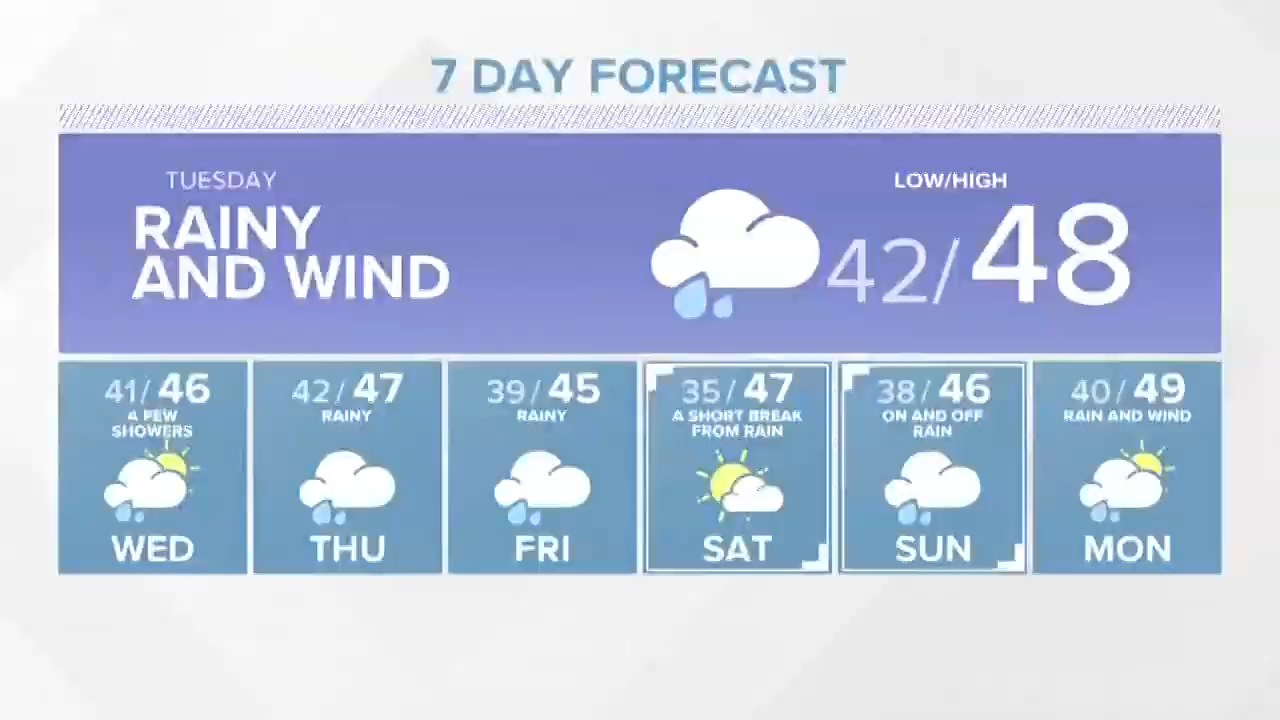 7 DAY FORECAST
TUESDAY
RAINY
AND WIND
LOW/HIGH
42/48
41/46
A FEW
SHOWERS
WED
42/47
RAINY
THU
39/45
RAINY
FRI
35/47
A SHORT BREAK
FROM RAIN
SAT
38/46
ON AND OFF
RAIN
SUN
40/49
RAIN AND WIND
MON